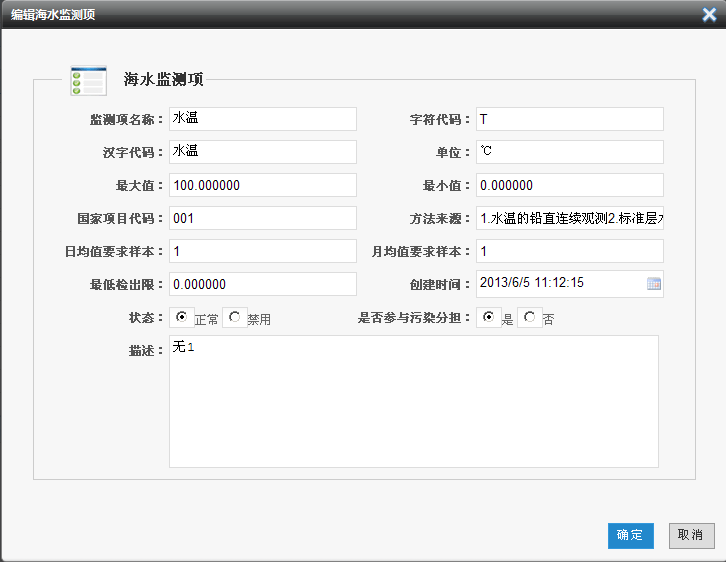 编辑海水监测项
海水监测项
监测项名称： 水温 字符代码： T
汉字代码： 水温 单位： ℃
最大值： 100.000000 最小值： 0.000000
国家项目代码： 001 方法来源： 1.水温的铅直连续观测2.标准层
日均值要求样本： 1 月均值要求样本： 1
最低检出限： 0.000000 创建时间： 2013/6/5 11:12:15
状态： 正常 禁用 是否参与污染分担： 是 否
描述： 无1
确定 取消